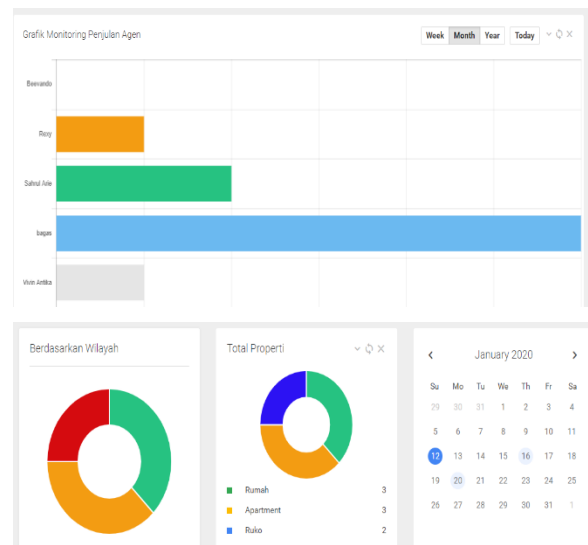 Grafik Monitoring Penjulan Agen
Week Month Year Today
Beevando
Rexy
Sahrul Avie
bagas
Vivin Antika
Berdasarkan Wilayah
Total Properti
Rumah 3
Apartment 3
Ruko 2
January 2020
Su Mo Tu We Th Fr Sa
29 30 31 1 2 3 4
5 6 7 8 9 10 11
12 13 14 15 16 17 18
19 20 21 22 23 24 25
26 27 28 29 30 31 1